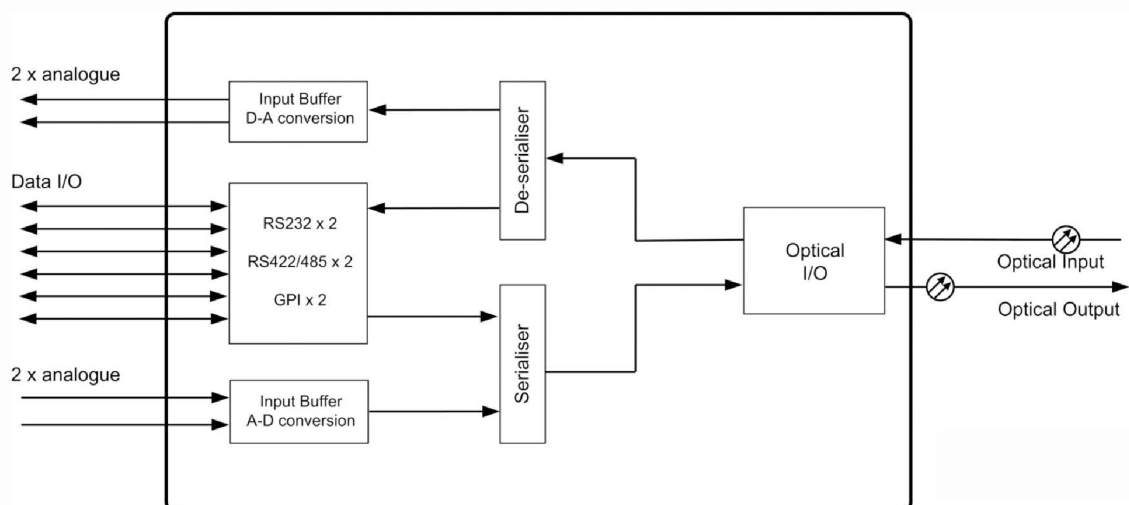 2 x analogue
Input Buffer
D-A conversion
De-serialiser
Data I/O
RS232 x 2
RS422/485 x 2
GPI x 2
Optical
I/O
Optical Input
Optical Output
Serialiser
2 x analogue
Input Buffer
A-D conversion